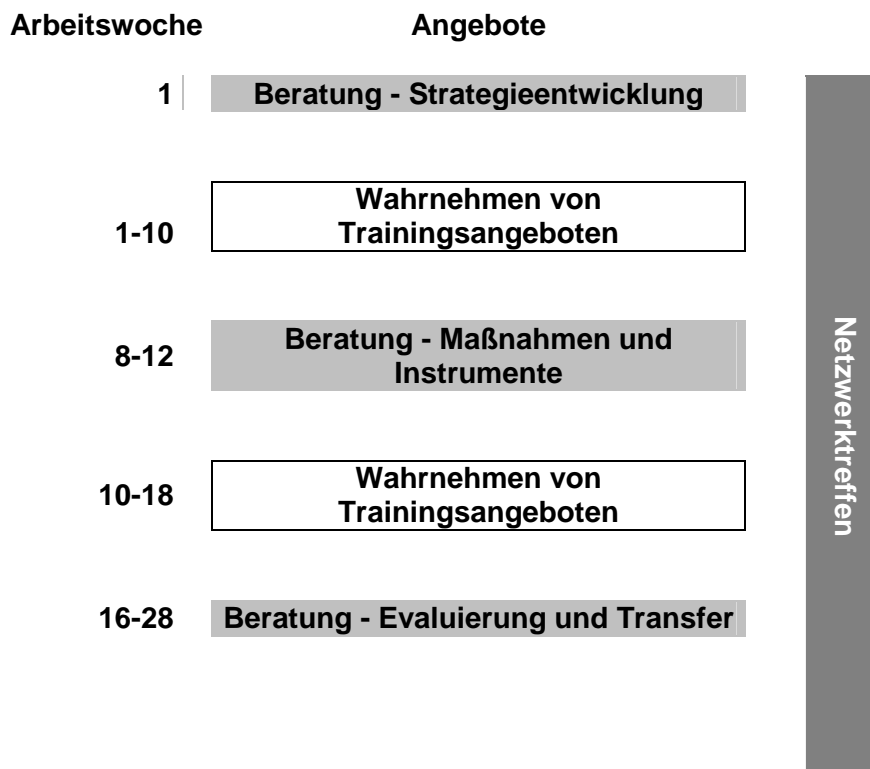 Arbeitswoche Angebote
1 Beratung - Strategieentwicklung
Wahrnehmen von
1-10 Trainingsangeboten
8-12 Beratung - Maßnahmen und
Instrumente
10-18 Wahrnehmen von
Trainingsangeboten
16-28 Beratung - Evaluierung und Transfer
Netzwerktreffen